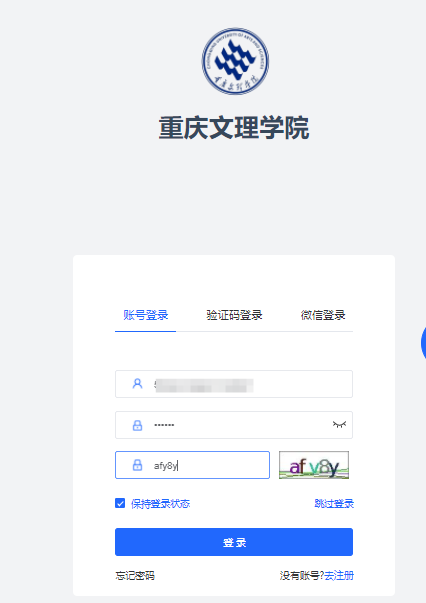 重庆文理学院
账号登录 验证码登录 微信登录
••••••
afy8y
afv8y
保持登录状态 跳过登录
登 录
忘记密码 没有账号?去注册